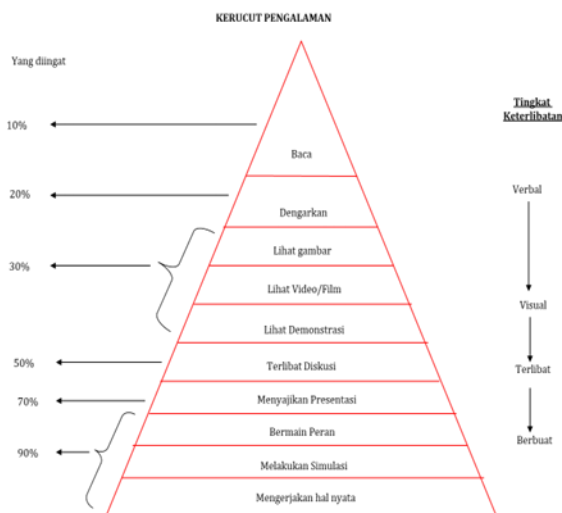 KERUCUT PENGALAMAN
Yang diingat
10%
20%
30%
50%
70%
90%
Baca
Dengarkan
Lihat gambar
Lihat Video/Film
Lihat Demonstrasi
Terlibat Diskusi
Menyajikan Presentasi
Bermain Peran
Melakukan Simulasi
Mengerjakan hal nyata
Tingkat
Keterlibatan
Verbal
Visual
Terlibat
Berbuat